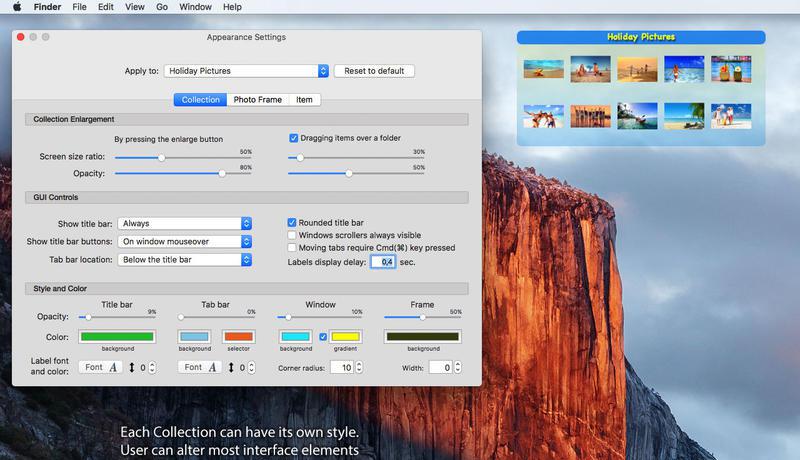 Finder File Edit View Go Window Help
Appearance Settings
Holiday Pictures
Apply to: Holiday Pictures Reset to default
Collection Photo Frame Item
Collection Enlargement
By pressing the enlarge button Dragging items over a folder
Screen size ratio: 50% 30%
Opacity: 80% 50%
GUI Controls
Show title bar: Always Rounded title bar
Windows scrollers always visible
Show title bar buttons: On window mouseover Moving tabs require Cmd(⌘) key pressed
Tab bar location: Below the title bar Labels display delay: 0,4 sec.
Style and Color
Title bar Tab bar Window Frame
Opacity: 9% 0% 10% 50%
Color:
background background selector background gradient background
Label font
and color: Font A 0 Font A 0 Corner radius: 10 Width: 0
Each Collection can have its own style.
User can alter most interface elements